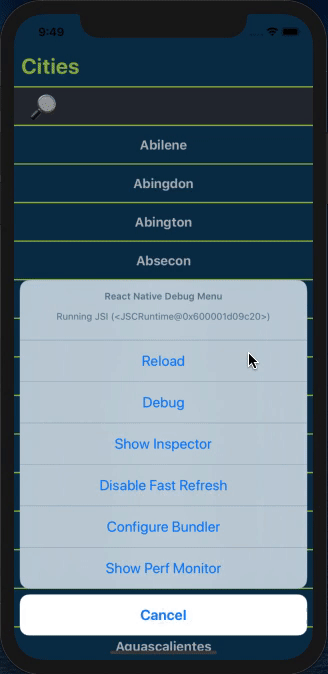 9:49
Cities
Abilene
Abingdon
Abington
Absecon
React Native Debug Menu
Running JSI (<JSCRuntime@0x600001d09c20>)
Reload
Debug
Show Inspector
Disable Fast Refresh
Configure Bundler
Show Perf Monitor
Cancel
Aguascalientes